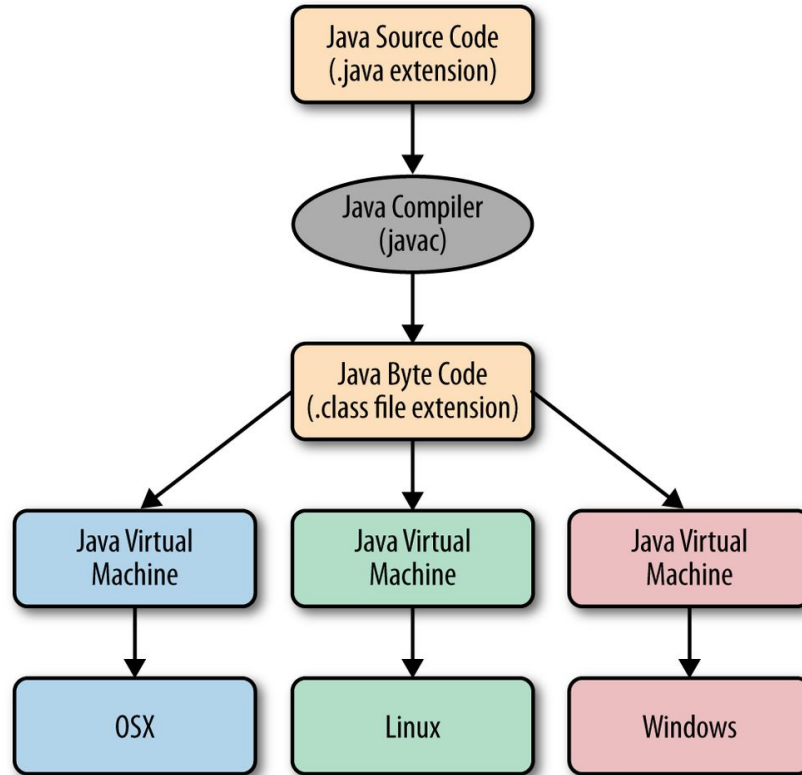 Java Source Code
(.java extension)
Java Compiler
(javac)
Java Byte Code
(.class file extension)
Java Virtual
Machine
Java Virtual
Machine
Java Virtual
Machine
OSX
Linux
Windows